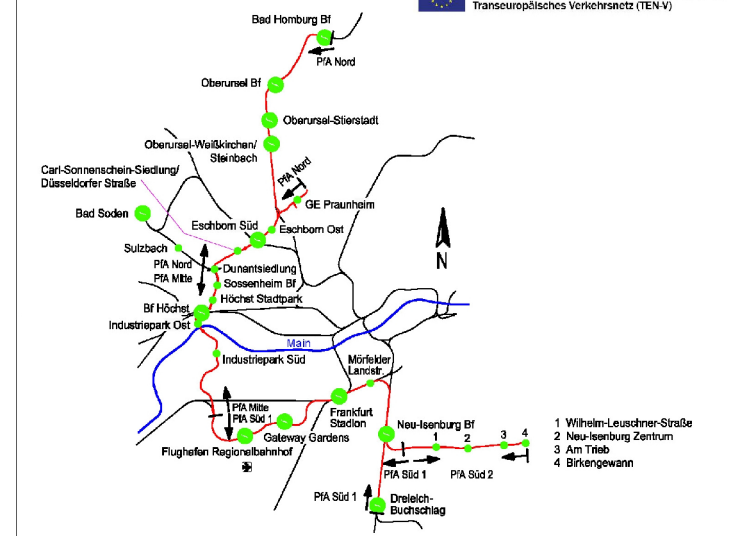 Transeuropäisches Verkehrsnetz (TEN-V)
Bad Homburg Bf
PfA Nord
Oberursel Bf
Oberursel-Stierstadt
Oberursel-Weißkirchen/
Steinbach
PfA Nord
Carl-Sonnenschein-Siedlung/
Düsseldorfer Straße
GE Praunheim
Bad Soden
Eschborn Süd
Eschborn Ost
Sulzbach
PfA Nord
PfA Mitte
Dunantsiedlung
Sossenheim Bf
Höchst Stadtpark
N
Bf Höchst
Industriepark Ost
Main
Industriepark Süd
Mörfelder
Landstr.
PfA Mitte
PfA Süd 1
Frankfurt
Stadion
Gateway Gardens
Flughafen Regionalbahnhof
Neu-Isenburg Bf
1
2
3
4
1 Wilhelm-Leuschner-Straße
2 Neu-Isenburg Zentrum
3 Am Trieb
4 Birkengewann
PfA Süd 1
PfA Süd 2
PfA Süd 1
Dreieich-
Buchschlag